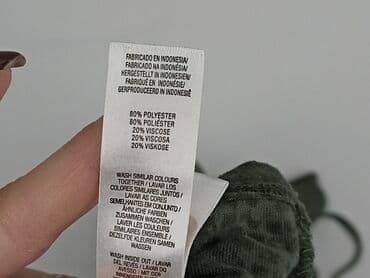 FABRICADO EN INDONESIA/
FABRICADO NA INDONÉSIA/
HERGESTELLT IN INDONESIEN/
FABRIQUÉ EN INDONÉSIE/
GEPRODUCEERD IN INDONESIË
80% POLYESTER
80% POLIÉSTER
20% VISCOSE
20% VISCOSA
20% VISKOSE
WASH SIMILAR COLOURS
TOGETHER / LAVAR LOS
COLORES SIMILARES JUNTOS /
LAVAR AS CORES
SEMELHANTES EM CONJUNTO /
ÄHNLICHE FARBEN
ZUSAMMEN WASCHEN /
LAVER LES COULEURS
SIMILAIRES ENSEMBLE /
DEZELFDE KLEUREN SAMEN
WASSEN
WASH INSIDE OUT / LAVAR
DEL REVÉS / LAVAR DO
AVESSO / MIT DER